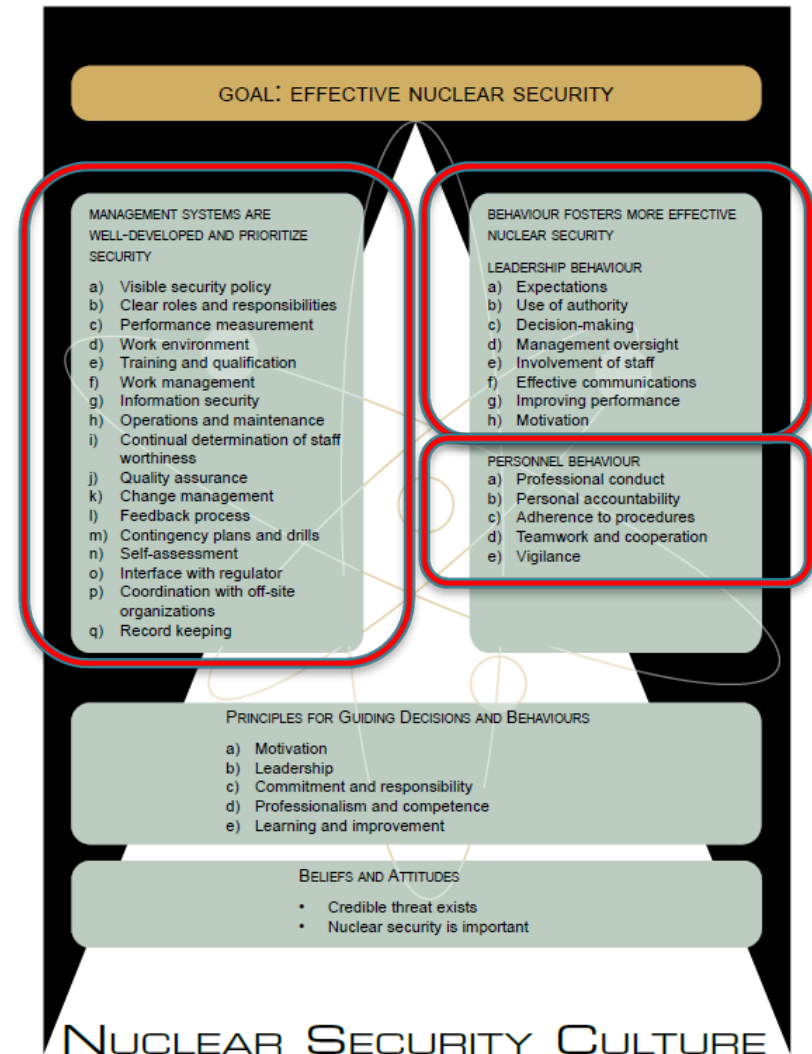 GOAL: EFFECTIVE NUCLEAR SECURITY
MANAGEMENT SYSTEMS ARE
WELL-DEVELOPED AND PRIORITIZE
SECURITY
a) Visible security policy
b) Clear roles and responsibilities
c) Performance measurement
d) Work environment
e) Training and qualification
f) Work management
g) Information security
h) Operations and maintenance
i) Continual determination of staff
worthiness
j) Quality assurance
k) Change management
l) Feedback process
m) Contingency plans and drills
n) Self-assessment
o) Interface with regulator
p) Coordination with off-site
organizations
q) Record keeping
BEHAVIOUR FOSTERS MORE EFFECTIVE
NUCLEAR SECURITY
LEADERSHIP BEHAVIOUR
a) Expectations
b) Use of authority
c) Decision-making
d) Management oversight
e) Involvement of staff
f) Effective communications
g) Improving performance
h) Motivation
PERSONNEL BEHAVIOUR
a) Professional conduct
b) Personal accountability
c) Adherence to procedures
d) Teamwork and cooperation
e) Vigilance
PRINCIPLES FOR GUIDING DECISIONS AND BEHAVIOURS
a) Motivation
b) Leadership
c) Commitment and responsibility
d) Professionalism and competence
e) Learning and improvement
BELIEFS AND ATTITUDES
• Credible threat exists
• Nuclear security is important
NUCLEAR SECURITY CULTURE